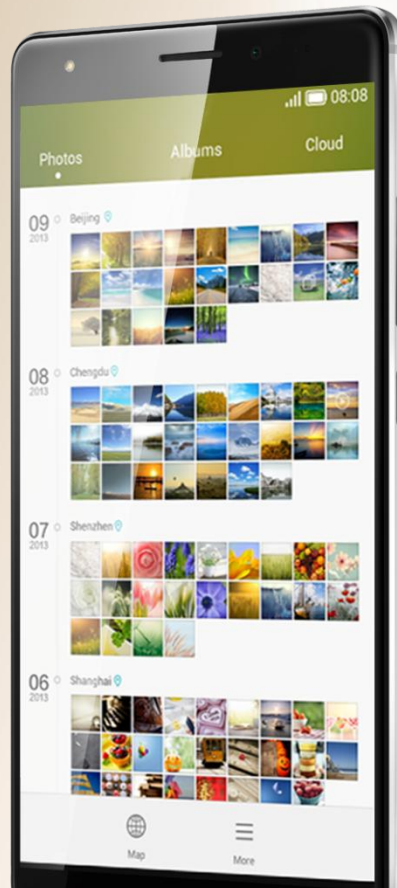 08:08
Photos Albums Cloud
09 Beijing
2013
08 Chengdu
2013
07 Shenzhen
2013
06 Shanghai
2013
Map More